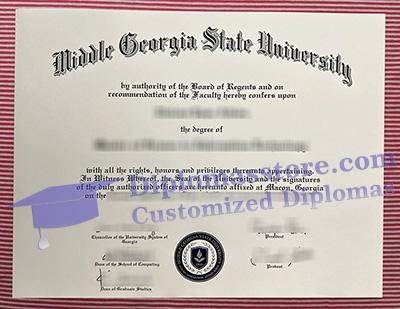 Middle Georgia State University
by authority of the Board of Regents and on
recommendation of the Faculty hereby confers upon
the degree of
with all the rights, honors and privileges thereunto appertaining.
In Witness Whereof, the Seal of the University and the signatures
of the duly authorized officers are hereunto affixed at Macon, Georgia
on the
Diplomasstore.com
Customized Diplomas
Chancellor of the University System of
Georgia
President
Dean of the School of Computing
President
Dean of Graduate Studies